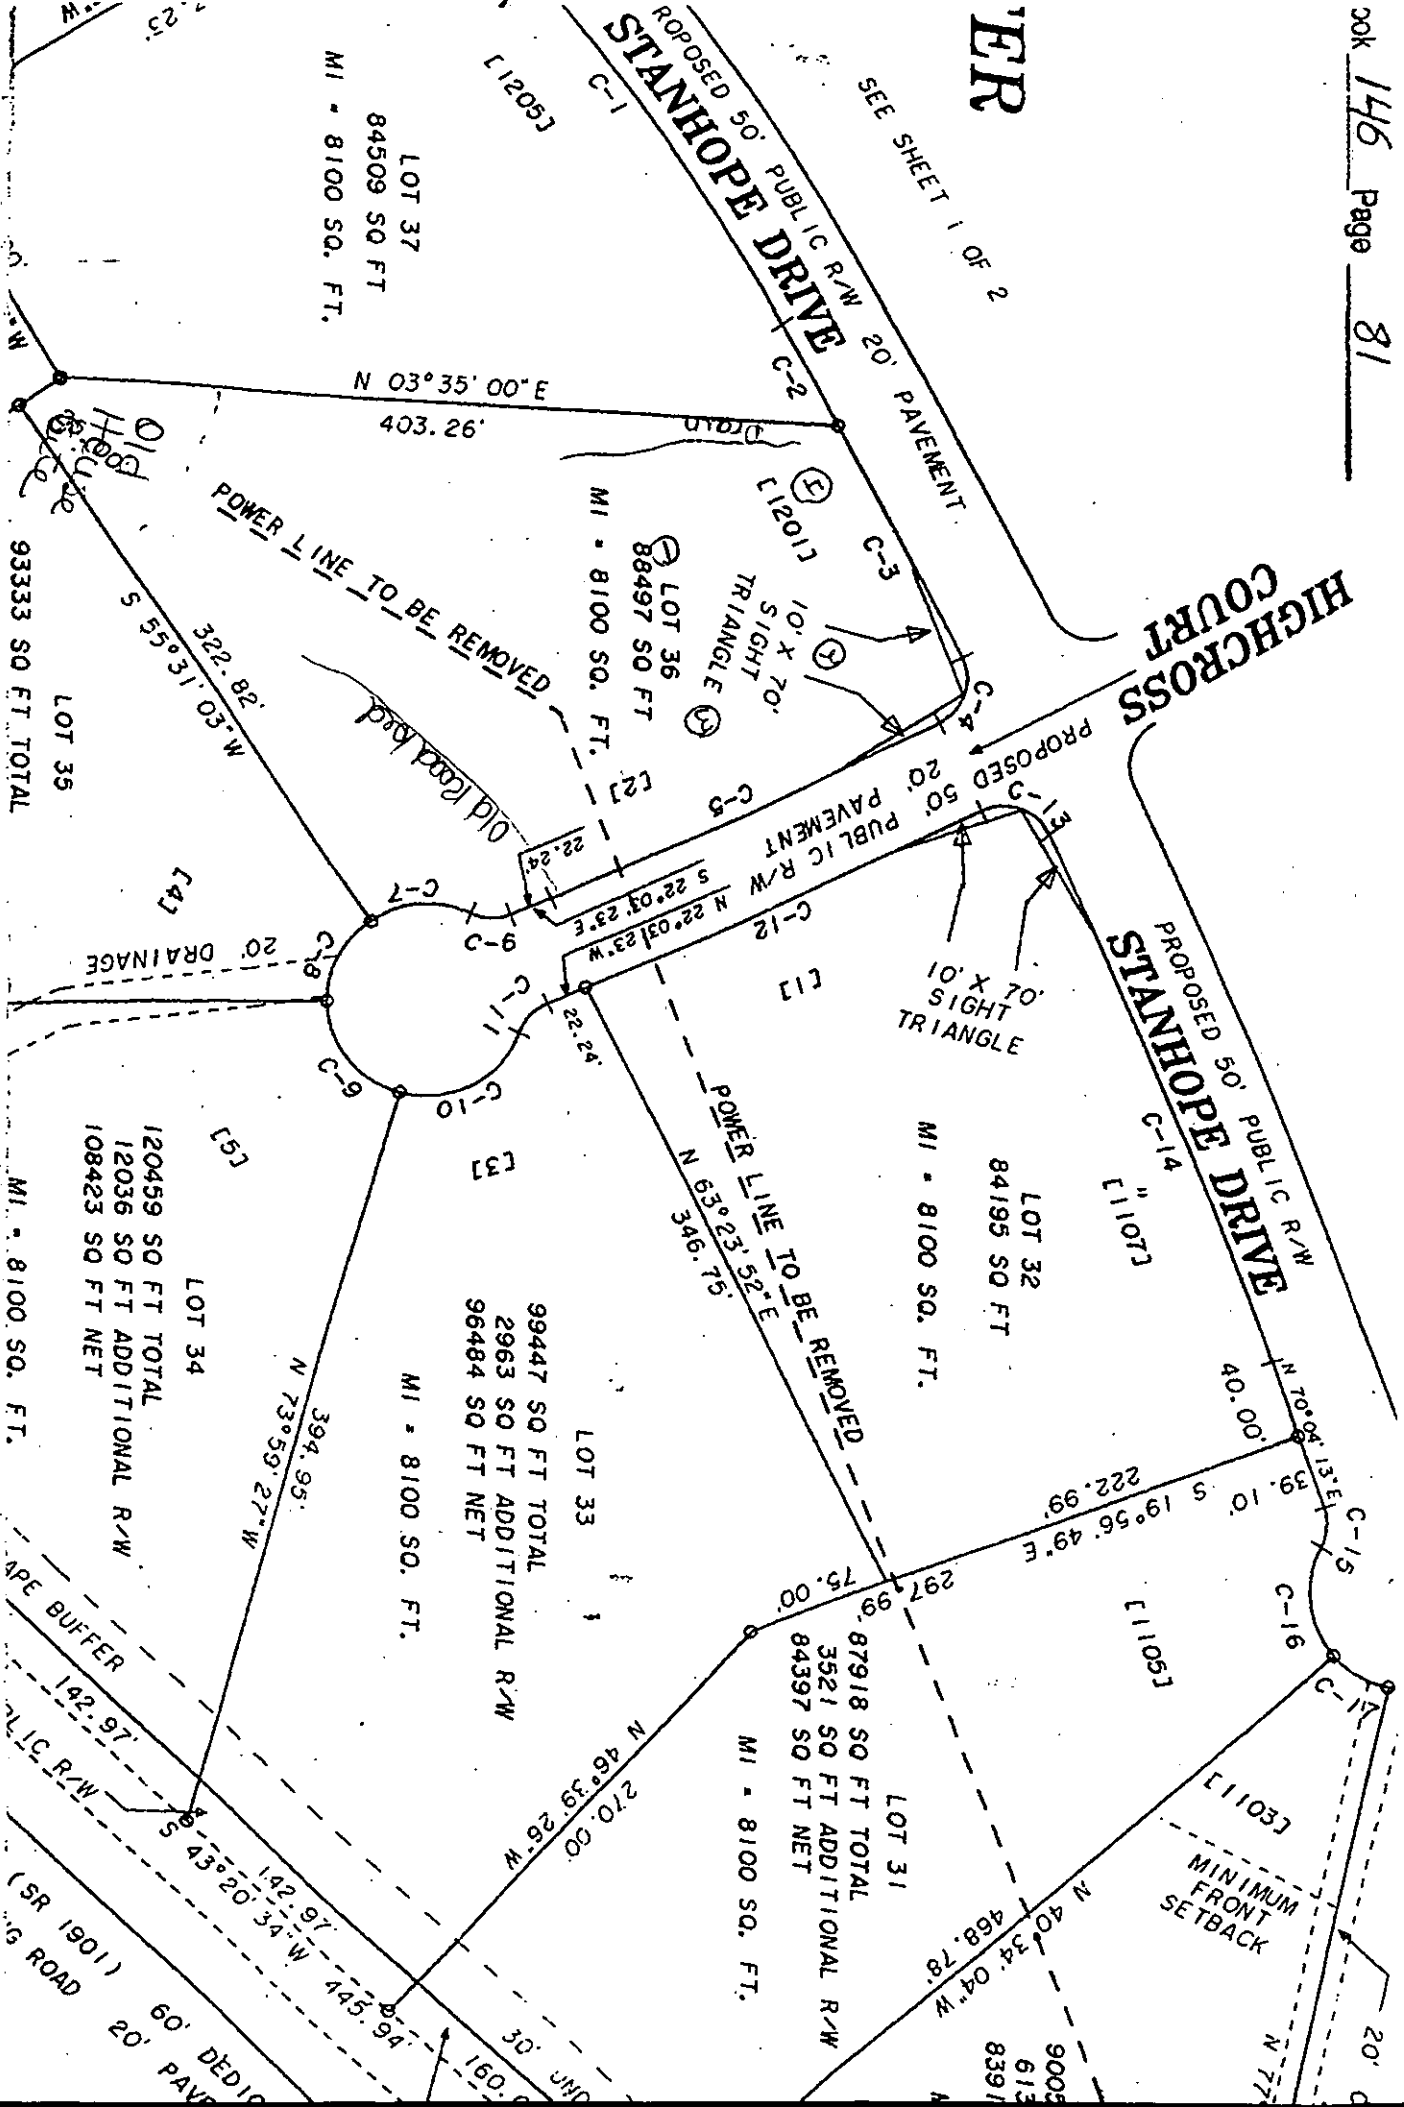 146 Page 81
SEE SHEET 1 OF 2
PROPOSED 50' PUBLIC R/W 20' PAVEMENT
STANHOPE DRIVE
C-1
C-2
C-3
C-4
[1205]
LOT 37
84509 SQ FT
MI = 8100 SQ. FT.
N 03°35'00"E
403.26'
Drain
[1201]
10' X 70'
SIGHT
TRIANGLE
LOT 36
88497 SQ FT
MI = 8100 SQ. FT.
[2]
POWER LINE TO BE REMOVED
Old
House
Site
25.00'
322.82'
S 55°31'03"W
Old Road bed
LOT 35
93333 SQ FT TOTAL
[4]
20' DRAINAGE
HIGHCROSS
COURT
PROPOSED 50' PUBLIC R/W
20' PAVEMENT
C-5
22.24'
S 22°03'23"E
N 22°03'23"W
22.24'
C-7
C-8
C-9
C-10
C-11
C-12
C-13
[1]
10' X 70'
SIGHT
TRIANGLE
PROPOSED 50' PUBLIC R/W
STANHOPE DRIVE
C-14
[1107]
LOT 32
84195 SQ FT
MI = 8100 SQ. FT.
POWER LINE TO BE REMOVED
N 63°23'52"E
346.75'
[3]
LOT 33
99447 SQ FT TOTAL
2963 SQ FT ADDITIONAL R/W
96484 SQ FT NET
MI = 8100 SQ. FT.
[5]
LOT 34
120459 SQ FT TOTAL
12036 SQ FT ADDITIONAL R/W
108423 SQ FT NET
MI = 8100 SQ. FT.
394.95'
N 73°59'27"W
N 70°04'13"E
40.00'
39.10'
C-15
C-16
C-17
222.99'
S 19°56'49"E
297.99'
75.00'
[1105]
LOT 31
87918 SQ FT TOTAL
3521 SQ FT ADDITIONAL R/W
84397 SQ FT NET
MI = 8100 SQ. FT.
N 46°39'26"W
270.00'
[1103]
MINIMUM
FRONT
SETBACK
N 40°34'04"W
468.78'
142.97'
142.97'
S 43°20'34"W 445.94'
BUFFER
R/W
(SR 1901)
ROAD
60'
20'
30'
20'
N 77°